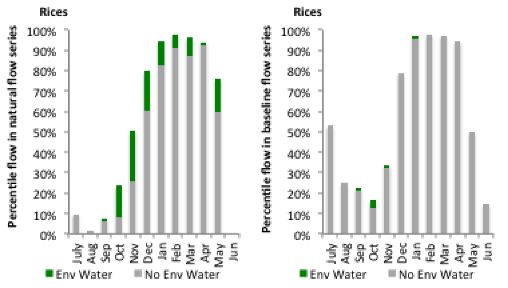 Rices
Percentile flow in natural flow series
100%
90%
80%
70%
60%
50%
40%
30%
20%
10%
0%
July
Aug
Sep
Oct
Nov
Dec
Jan
Feb
Mar
Apr
May
Jun
Env Water
No Env Water
Rices
Percentile flow in baseline flow series
100%
90%
80%
70%
60%
50%
40%
30%
20%
10%
0%
July
Aug
Sep
Oct
Nov
Dec
Jan
Feb
Mar
Apr
May
Jun
Env Water
No Env Water